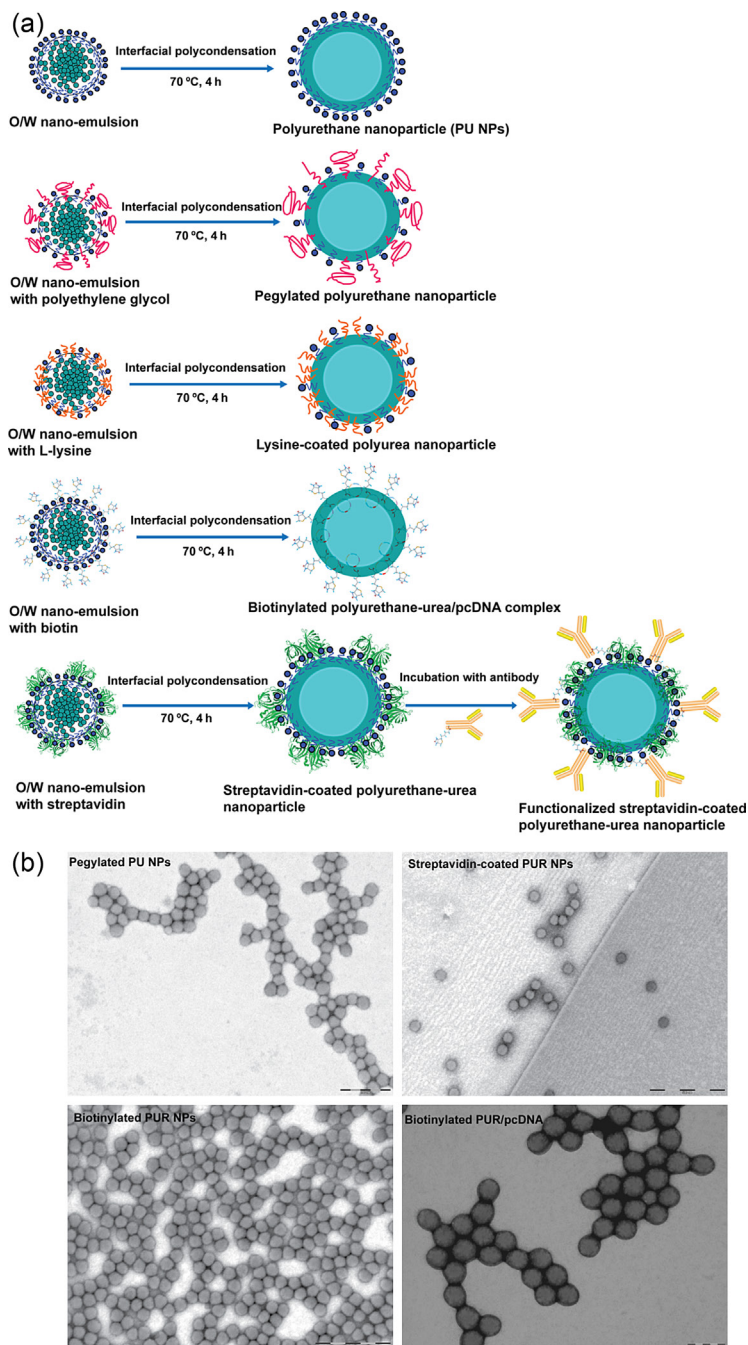 (a)
Interfacial polycondensation
70 ºC, 4 h
O/W nano-emulsion
Polyurethane nanoparticle (PU NPs)
Interfacial polycondensation
70 ºC, 4 h
O/W nano-emulsion
with polyethylene glycol
Pegylated polyurethane nanoparticle
Interfacial polycondensation
70 ºC, 4 h
O/W nano-emulsion
with L-lysine
Lysine-coated polyurea nanoparticle
Interfacial polycondensation
70 ºC, 4 h
O/W nano-emulsion
with biotin
Biotinylated polyurethane-urea/pcDNA complex
Interfacial polycondensation
70 ºC, 4 h
Incubation with antibody
O/W nano-emulsion
with streptavidin
Streptavidin-coated polyurethane-urea
nanoparticle
Functionalized streptavidin-coated
polyurethane-urea nanoparticle
(b)
Pegylated PU NPs
Streptavidin-coated PUR NPs
Biotinylated PUR NPs
Biotinylated PUR/pcDNA